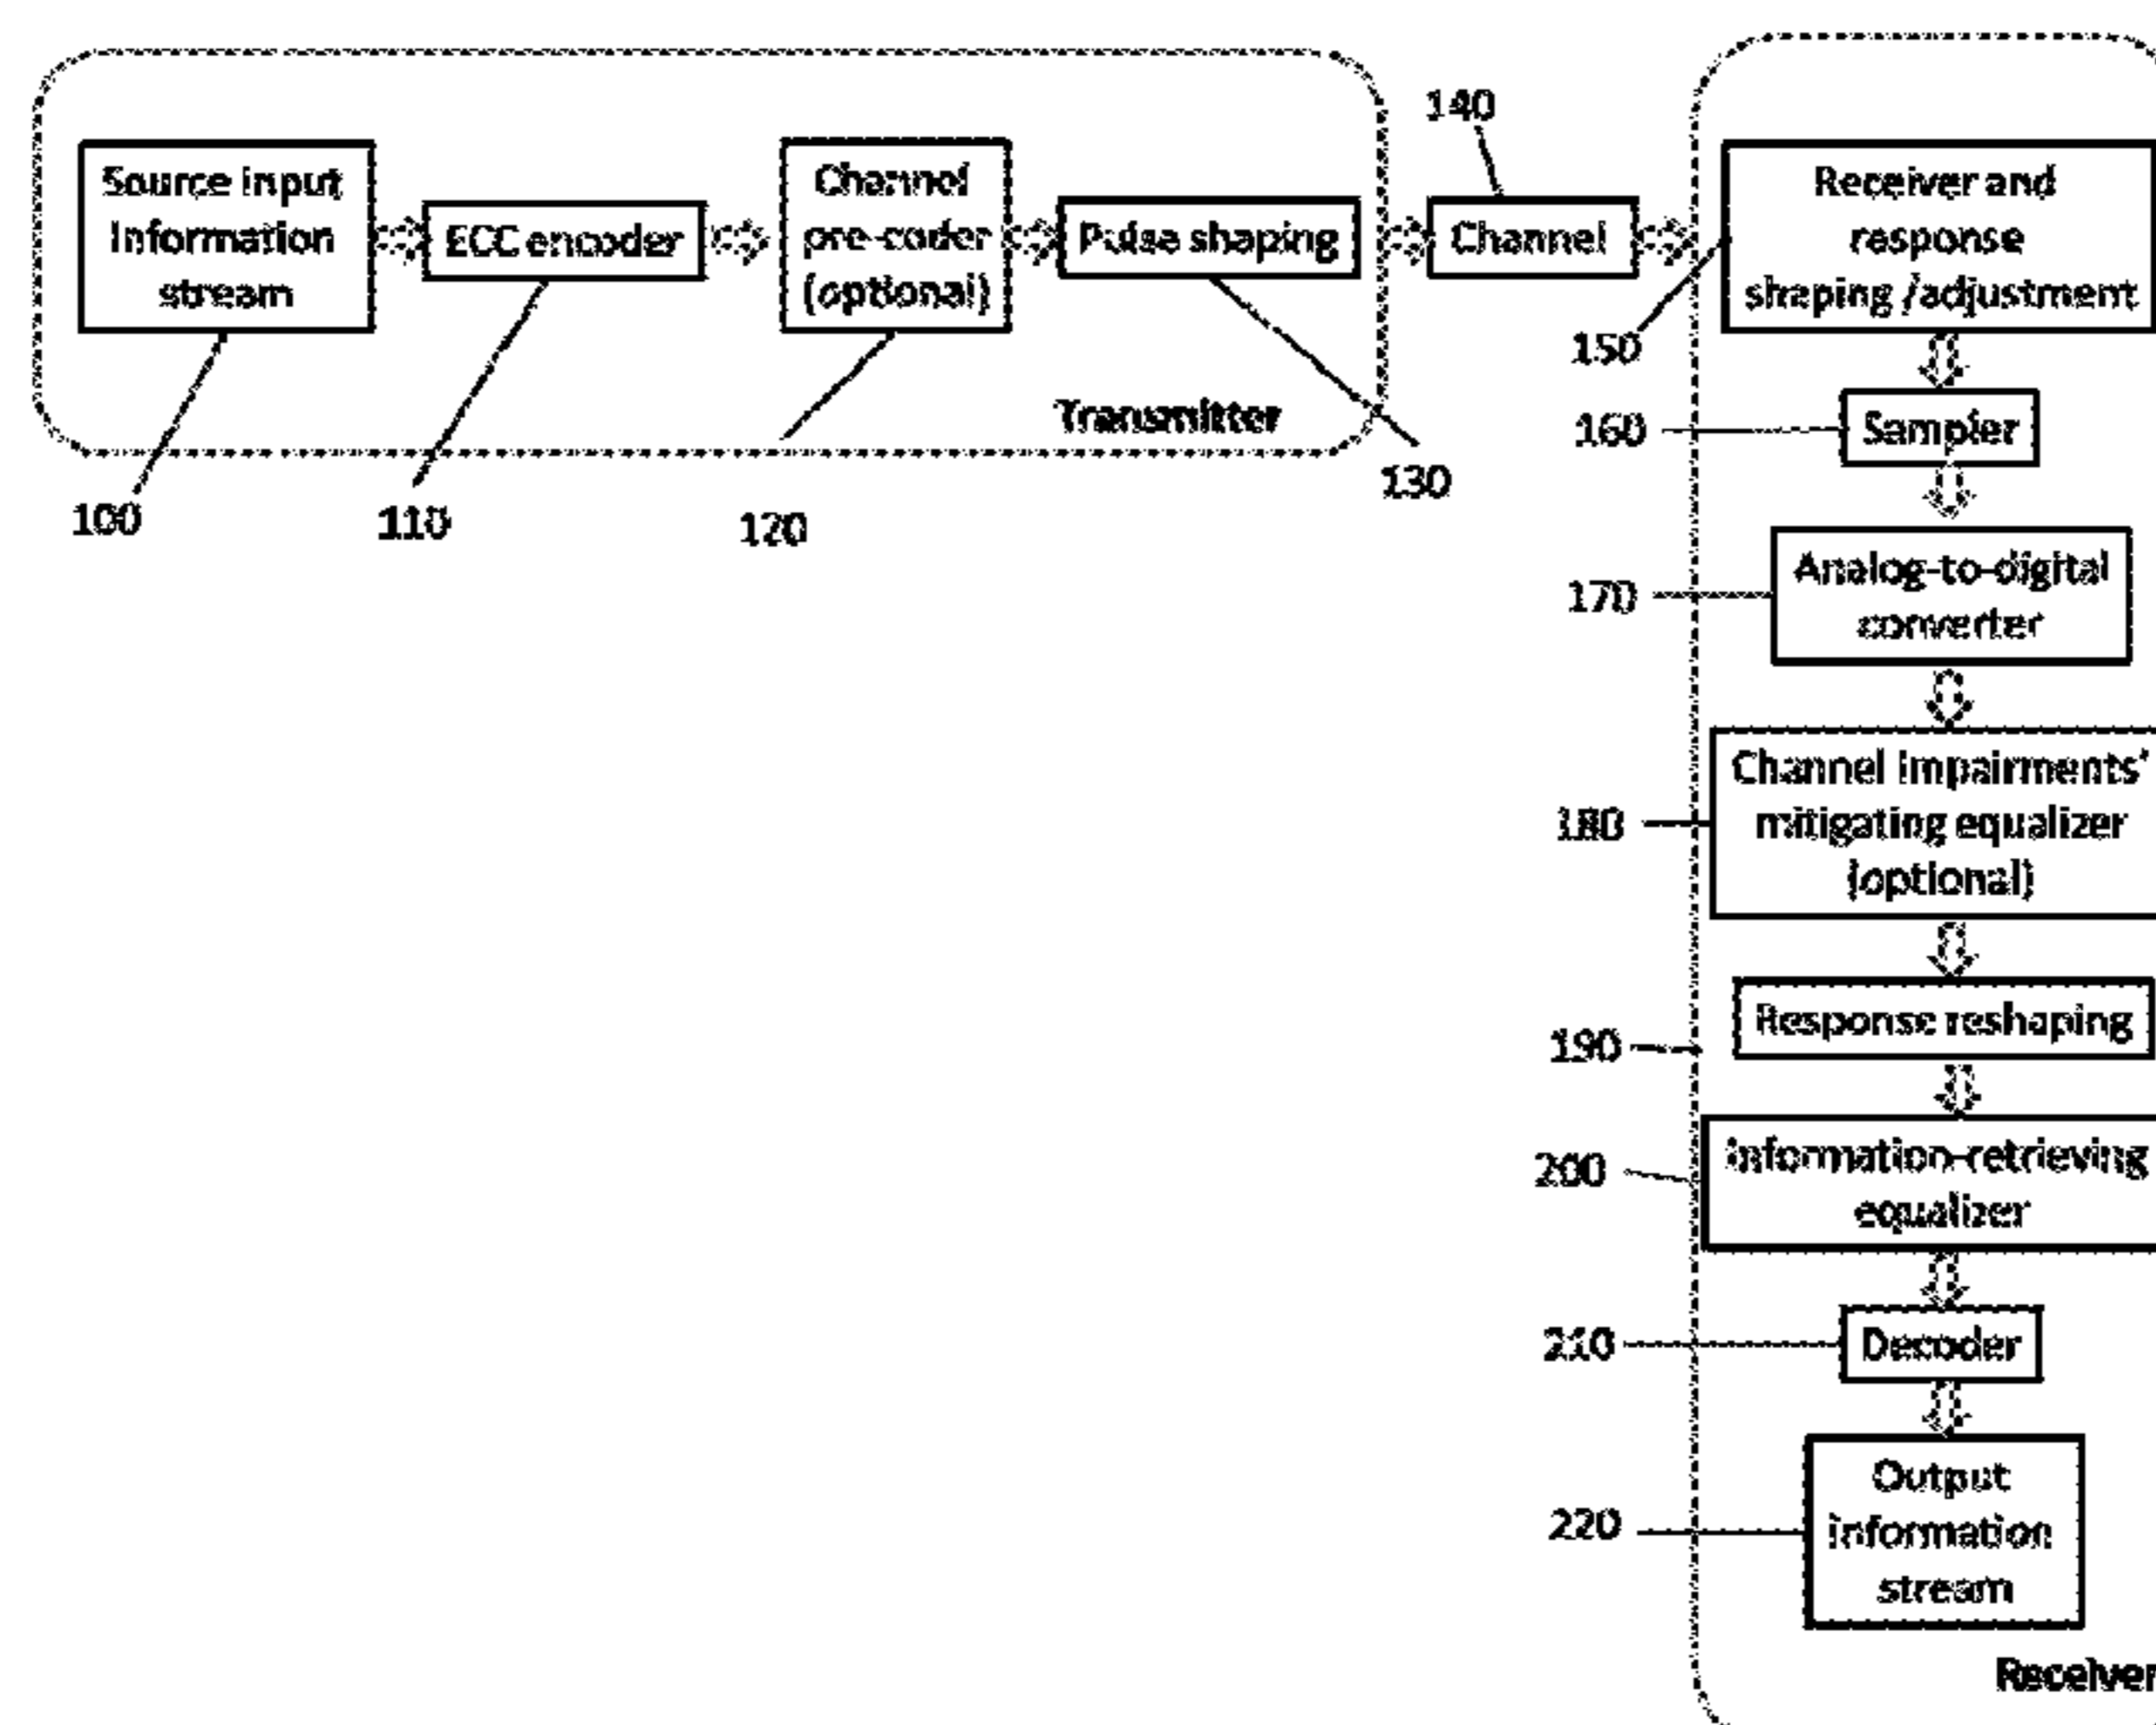 Source input
Information
stream
ECC encoder
Channel
pre-coder
(optional)
Pulse shaping
Transmitter
100
110
120
130
140
Channel
Receiver and
response
shaping /adjustment
150
Sampler
160
Analog-to-digital
converter
170
Channel impairments'
mitigating equalizer
(optional)
180
Response reshaping
190
information-retrieving
equalizer
200
Decoder
210
Output
information
stream
220
Receiver